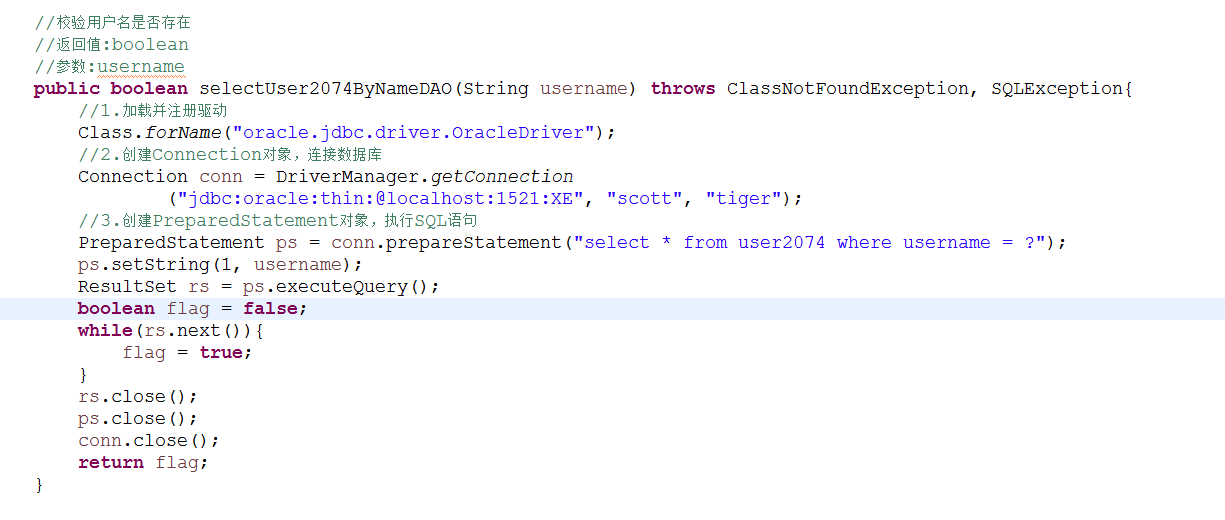 //校验用户名是否存在
//返回值:boolean
//参数:username
public boolean selectUser2074ByNameDAO(String username) throws ClassNotFoundException, SQLException{
//1.加载并注册驱动
Class.forName("oracle.jdbc.driver.OracleDriver");
//2.创建Connection对象，连接数据库
Connection conn = DriverManager.getConnection
("jdbc:oracle:thin:@localhost:1521:XE", "scott", "tiger");
//3.创建PreparedStatement对象，执行SQL语句
PreparedStatement ps = conn.prepareStatement("select * from user2074 where username = ?");
ps.setString(1, username);
ResultSet rs = ps.executeQuery();
boolean flag = false;
while(rs.next()){
flag = true;
}
rs.close();
ps.close();
conn.close();
return flag;
}